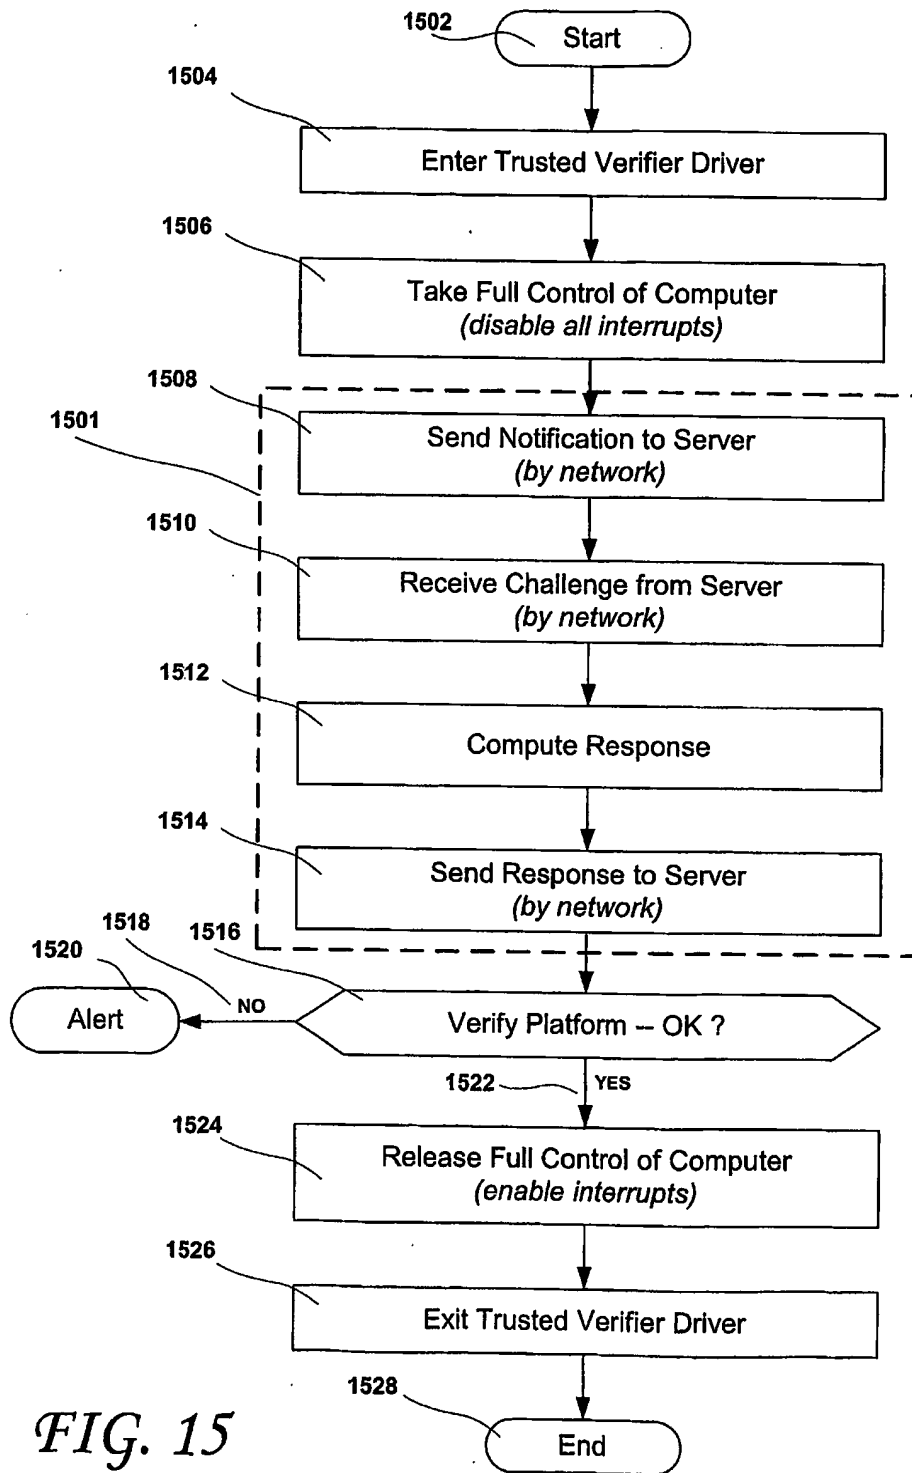 1502
Start
1504
Enter Trusted Verifier Driver
1506
Take Full Control of Computer
(disable all interrupts)
1508
1501
Send Notification to Server
(by network)
1510
Receive Challenge from Server
(by network)
1512
Compute Response
1514
Send Response to Server
(by network)
1518
1516
1520
NO
Alert
Verify Platform -- OK ?
1522
YES
1524
Release Full Control of Computer
(enable interrupts)
1526
Exit Trusted Verifier Driver
1528
End
FIG. 15